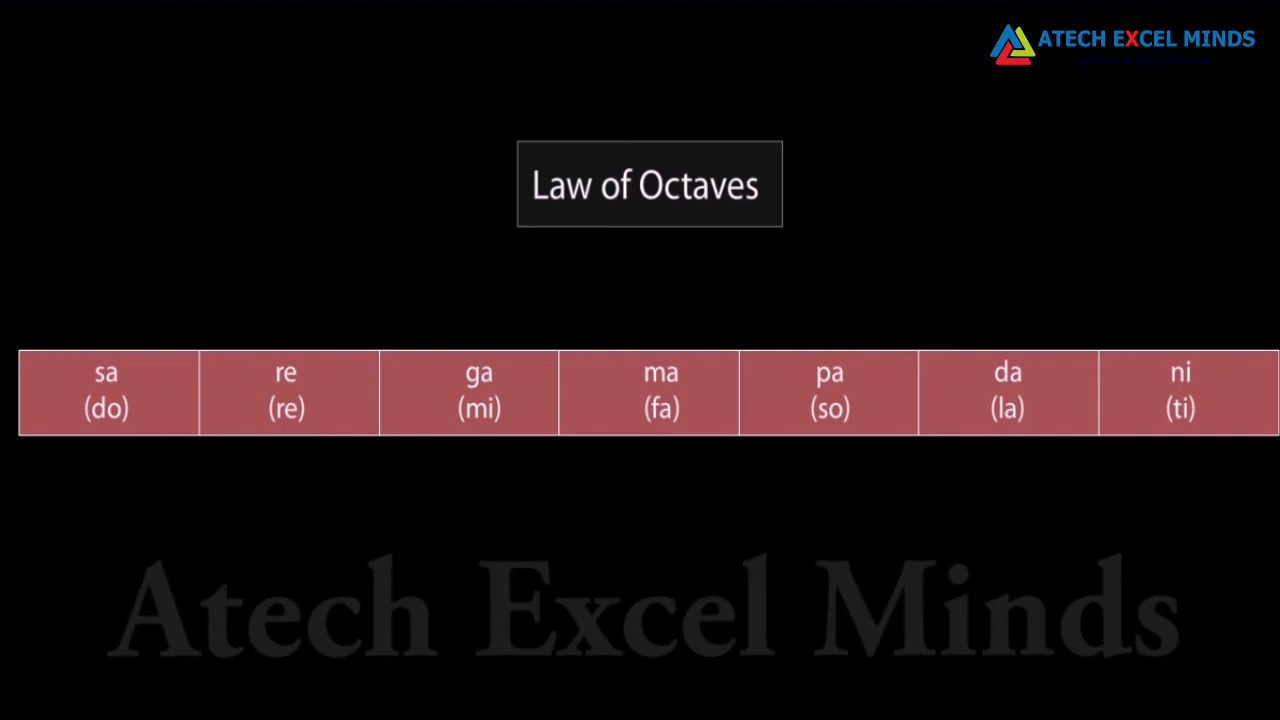 ATECH EXCEL MINDS
Law of Octaves
sa re ga ma pa da ni
(do) (re) (mi) (fa) (so) (la) (ti)
Atech Excel Minds